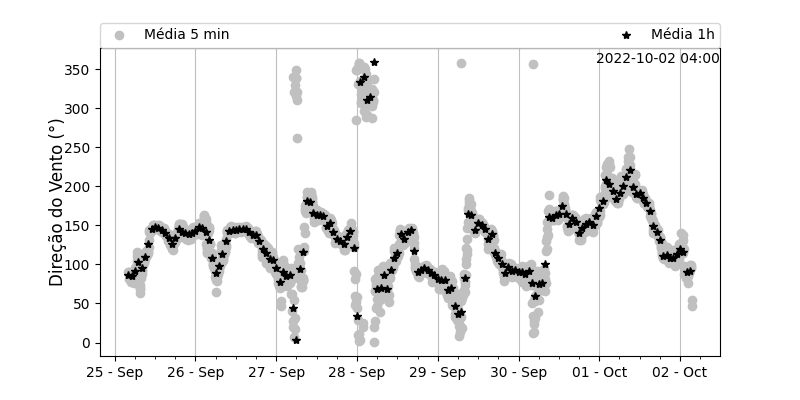 Média 5 min
Média 1h
2022-10-02 04:00
Direção do Vento (°)
350
300
250
200
150
100
50
0
25 - Sep
26 - Sep
27 - Sep
28 - Sep
29 - Sep
30 - Sep
01 - Oct
02 - Oct